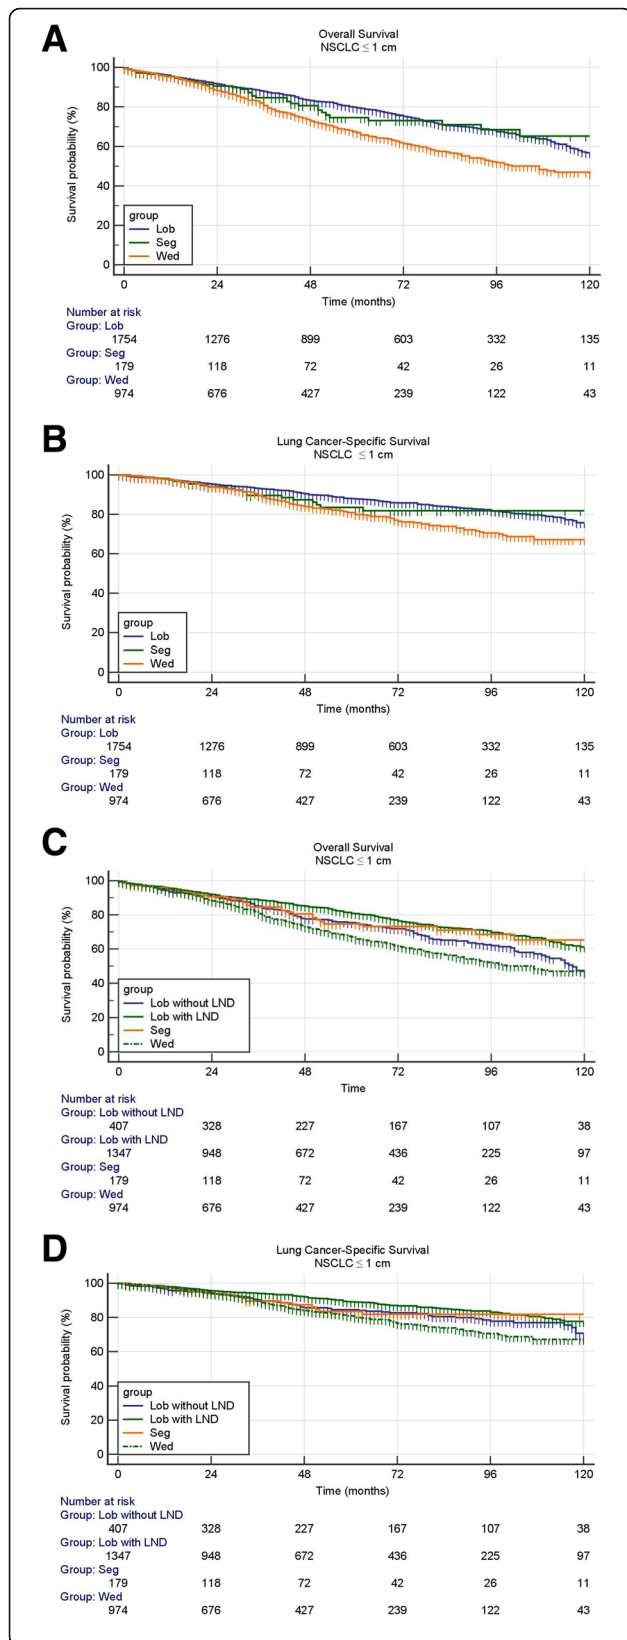 A
Overall Survival
NSCLC ≤ 1 cm
Survival probability (%)
100
80
60
40
20
0
group
Lob
Seg
Wed
0 24 48 72 96 120
Time (months)
Number at risk
Group: Lob
1754 1276 899 603 332 135
Group: Seg
179 118 72 42 26 11
Group: Wed
974 676 427 239 122 43
B
Lung Cancer-Specific Survival
NSCLC ≤ 1 cm
Survival probability (%)
100
80
60
40
20
0
group
Lob
Seg
Wed
0 24 48 72 96 120
Time (months)
Number at risk
Group: Lob
1754 1276 899 603 332 135
Group: Seg
179 118 72 42 26 11
Group: Wed
974 676 427 239 122 43
C
Overall Survival
NSCLC ≤ 1 cm
Survival probability (%)
100
80
60
40
20
0
group
Lob without LND
Lob with LND
Seg
Wed
0 24 48 72 96 120
Time
Number at risk
Group: Lob without LND
407 328 227 167 107 38
Group: Lob with LND
1347 948 672 436 225 97
Group: Seg
179 118 72 42 26 11
Group: Wed
974 676 427 239 122 43
D
Lung Cancer-Specific Survival
NSCLC ≤ 1 cm
Survival probability (%)
100
80
60
40
20
0
group
Lob without LND
Lob with LND
Seg
Wed
0 24 48 72 96 120
Time (months)
Number at risk
Group: Lob without LND
407 328 227 167 107 38
Group: Lob with LND
1347 948 672 436 225 97
Group: Seg
179 118 72 42 26 11
Group: Wed
974 676 427 239 122 43